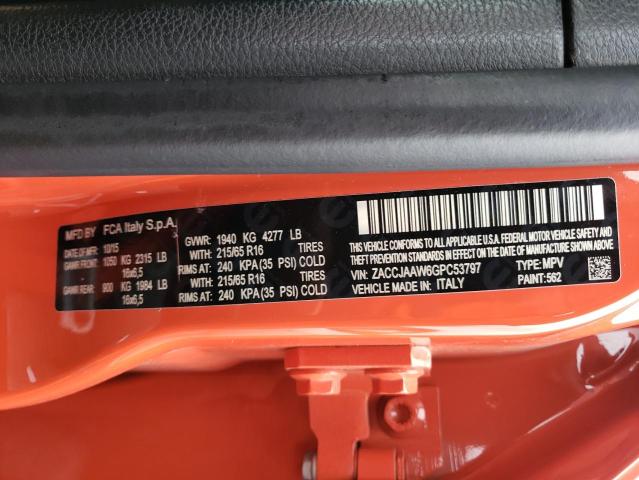 MFD BY FCA Italy S.p.A.
DATE OF MFD: 10/15
GAWR FRONT: 1050 KG 2315 LB
16x6,5
GAWR REAR: 900 KG 1984 LB
16x6,5
GVWR: 1940 KG 4277 LB
WITH: 215/65 R16 TIRES
RIMS AT: 240 KPA(35 PSI) COLD
WITH: 215/65 R16 TIRES
RIMS AT: 240 KPA(35 PSI) COLD
THIS VEHICLE CONFORMS TO ALL APPLICABLE U.S.A. FEDERAL MOTOR VEHICLE SAFETY,
THEFT PREVENTION STANDARDS IN EFFECT ON THE DATE OF MANUFACTURE SHOWN ABOVE
VIN: ZACCJAAW6GPC53797 TYPE: MPV
VEHICLE MADE IN: ITALY PAINT: 562